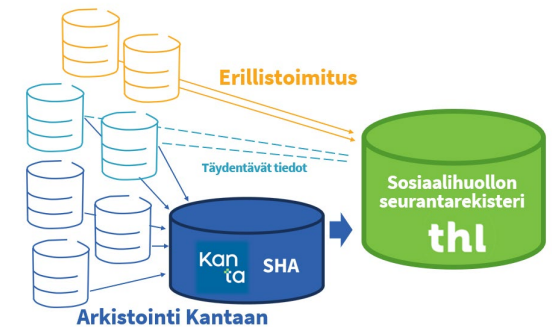 Erillistoimitus
Täydentävät tiedot
Sosiaalihuollon
seurantarekisteri
thl
Kan
ta
SHA
Arkistointi Kantaan